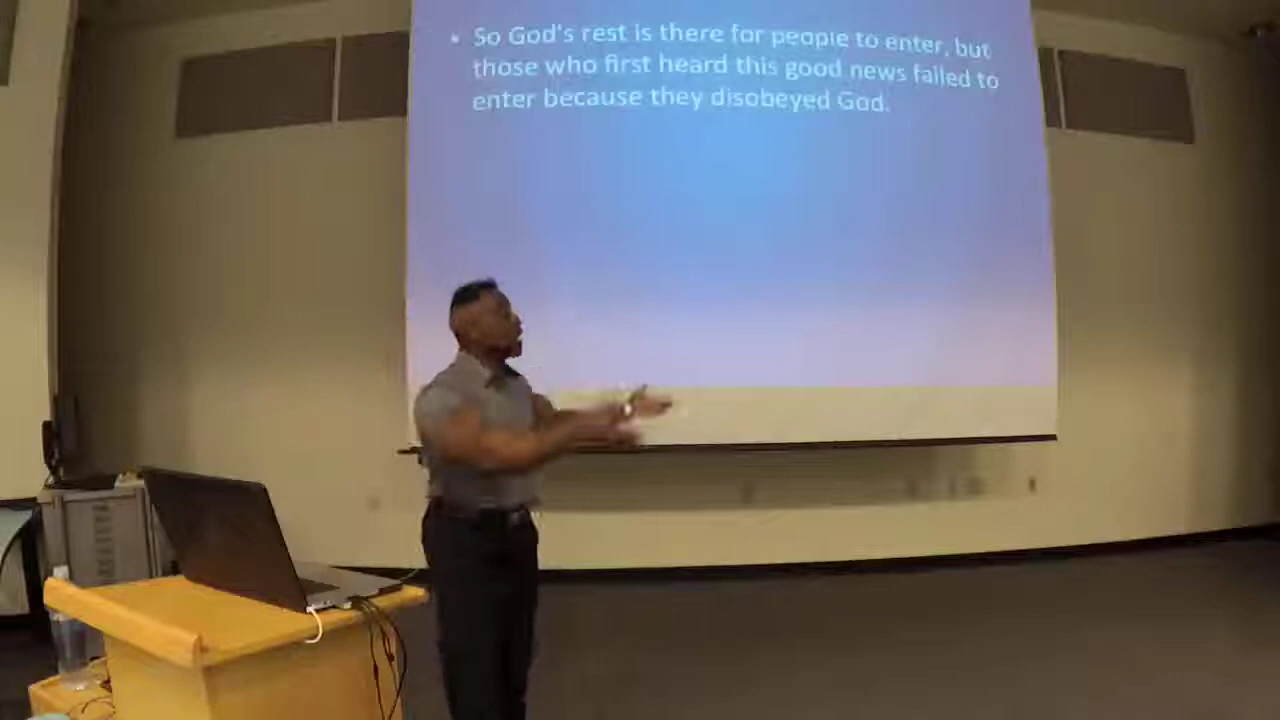 • So God's rest is there for people to enter, but
those who first heard this good news failed to
enter because they disobeyed God.